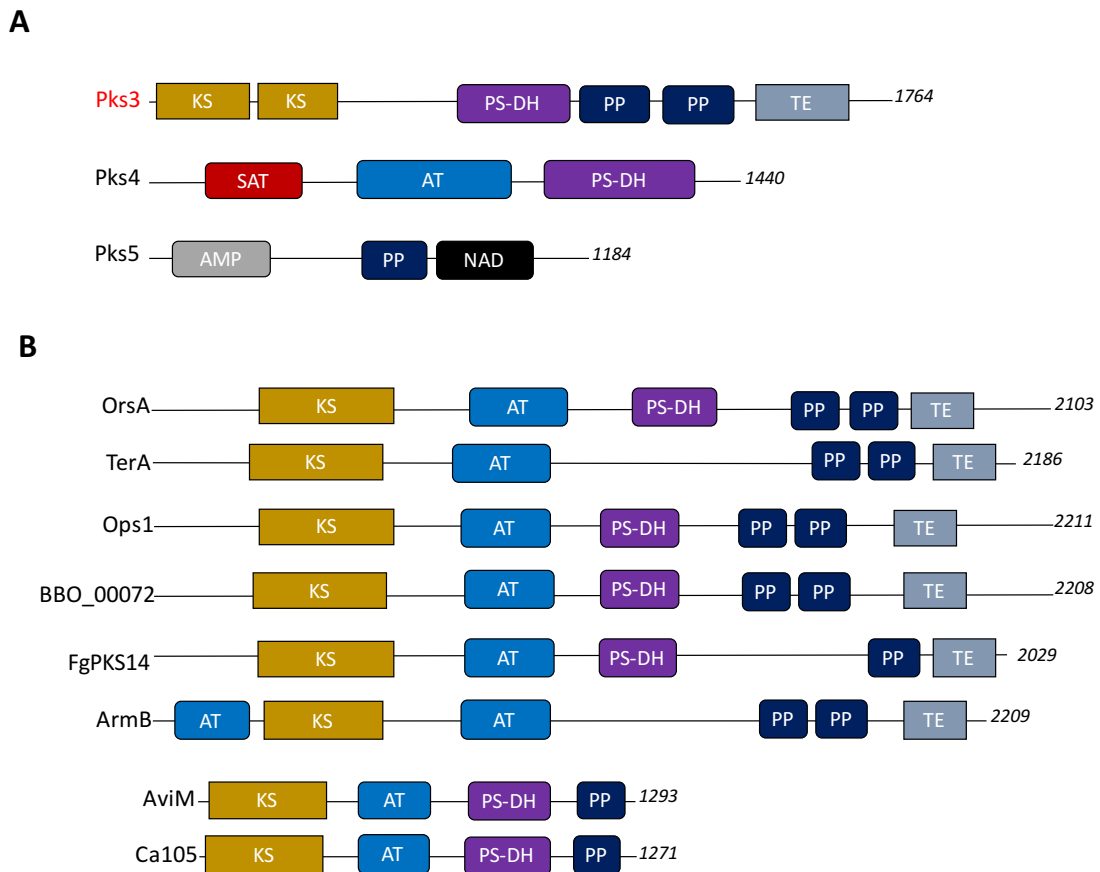 A
Pks3 KS KS PS-DH PP PP TE 1764
Pks4 SAT AT PS-DH 1440
Pks5 AMP PP NAD 1184
B
OrsA KS AT PS-DH PP PP TE 2103
TerA KS AT PP PP TE 2186
Ops1 KS AT PS-DH PP PP TE 2211
BBO_00072 KS AT PS-DH PP PP TE 2208
FgPKS14 KS AT PS-DH PP TE 2029
ArmB AT KS AT PP PP TE 2209
AviM KS AT PS-DH PP 1293
Ca105 KS AT PS-DH PP 1271